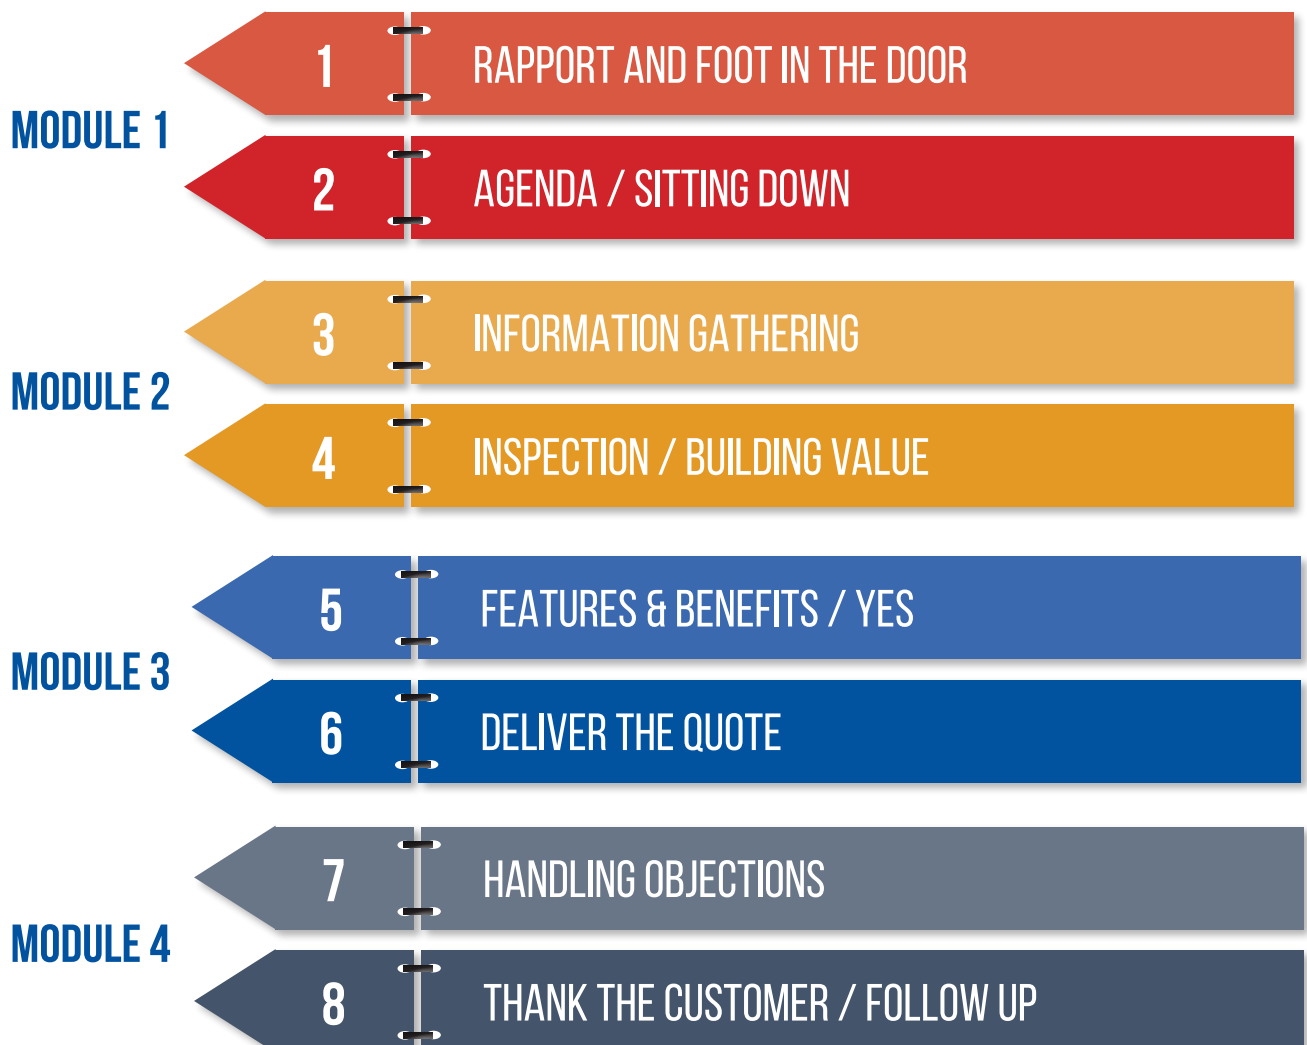 MODULE 1
1 RAPPORT AND FOOT IN THE DOOR
2 AGENDA / SITTING DOWN
MODULE 2
3 INFORMATION GATHERING
4 INSPECTION / BUILDING VALUE
MODULE 3
5 FEATURES & BENEFITS / YES
6 DELIVER THE QUOTE
MODULE 4
7 HANDLING OBJECTIONS
8 THANK THE CUSTOMER / FOLLOW UP